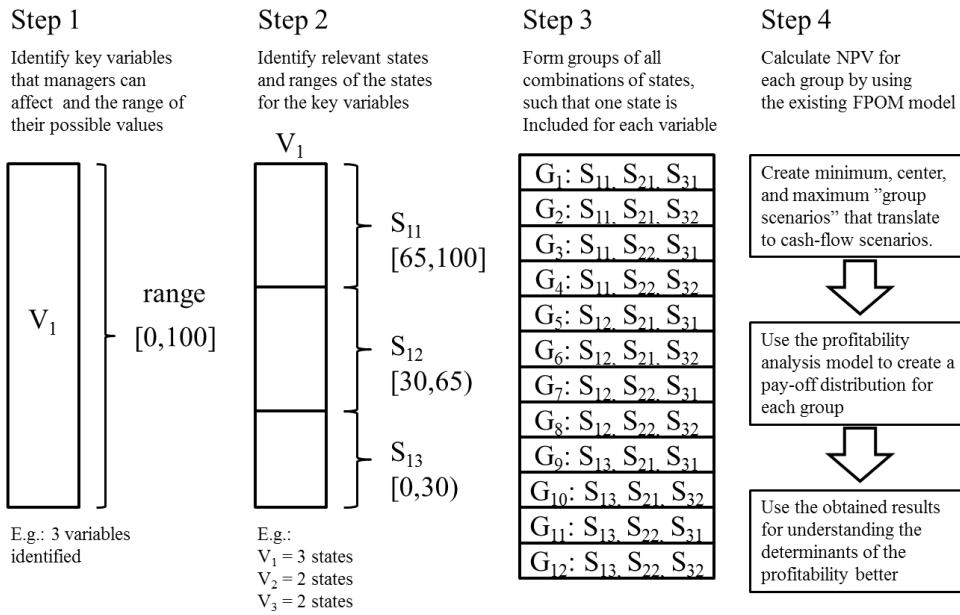 Step 1
Identify key variables
that managers can
affect and the range of
their possible values
V₁
range
[0,100]
E.g.: 3 variables
identified
Step 2
Identify relevant states
and ranges of the states
for the key variables
V₁
S₁₁
[65,100]
S₁₂
[30,65)
S₁₃
[0,30)
E.g.:
V₁ = 3 states
V₂ = 2 states
V₃ = 2 states
Step 3
Form groups of all
combinations of states,
such that one state is
Included for each variable
G₁: S₁₁, S₂₁, S₃₁
G₂: S₁₁, S₂₁, S₃₂
G₃: S₁₁, S₂₂, S₃₁
G₄: S₁₁, S₂₂, S₃₂
G₅: S₁₂, S₂₁, S₃₁
G₆: S₁₂, S₂₁, S₃₂
G₇: S₁₂, S₂₂, S₃₁
G₈: S₁₂, S₂₂, S₃₂
G₉: S₁₃, S₂₁, S₃₁
G₁₀: S₁₃, S₂₁, S₃₂
G₁₁: S₁₃, S₂₂, S₃₁
G₁₂: S₁₃, S₂₂, S₃₂
Step 4
Calculate NPV for
each group by using
the existing FPOM model
Create minimum, center,
and maximum ”group
scenarios” that translate
to cash-flow scenarios.
Use the profitability
analysis model to create a
pay-off distribution for
each group
Use the obtained results
for understanding the
determinants of the
profitability better